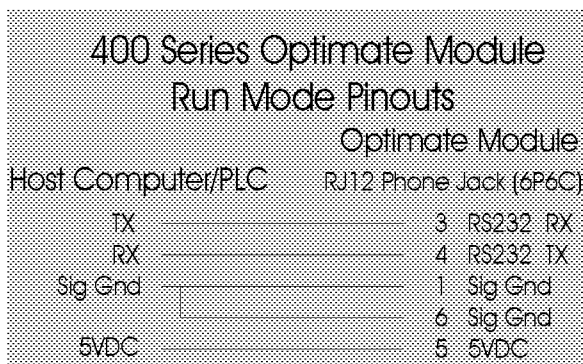 400 Series Optimate Module
Run Mode Pinouts
Optimate Module
Host Computer/PLC RJ12 Phone Jack (6P6C)
TX 3 RS232 RX
RX 4 RS232 TX
Sig Gnd 1 Sig Gnd
6 Sig Gnd
5VDC 5 5VDC